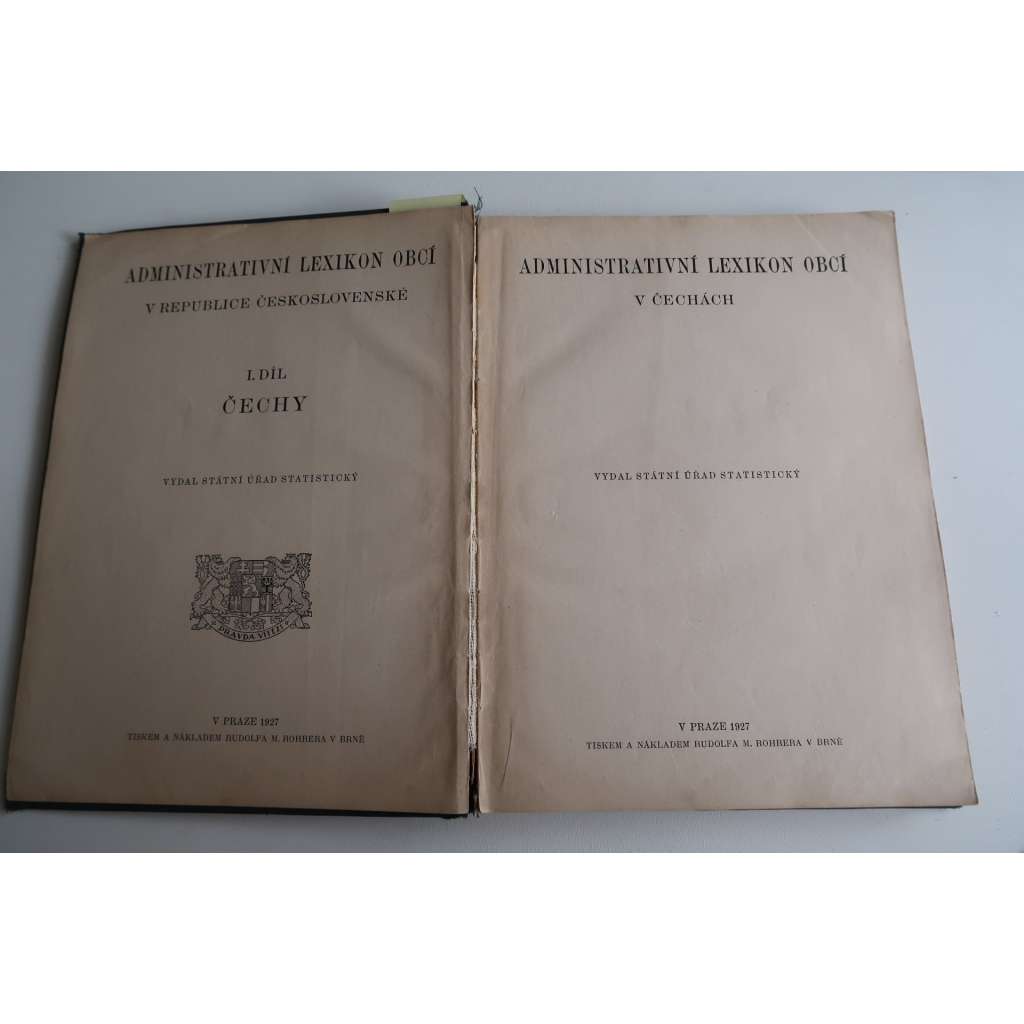 ADMINISTRATIVNÍ LEXIKON OBCÍ
V REPUBLICE ČESKOSLOVENSKÉ
I. DÍL
ČECHY
VYDAL STÁTNÍ ÚŘAD STATISTICKÝ
PRAVDA VÍTĚZÍ
V PRAZE 1927
TISKEM A NÁKLADEM RUDOLFA M. ROHRERA V BRNĚ
ADMINISTRATIVNÍ LEXIKON OBCÍ
V ČECHÁCH
VYDAL STÁTNÍ ÚŘAD STATISTICKÝ
V PRAZE 1927
TISKEM A NÁKLADEM RUDOLFA M. ROHRERA V BRNĚ